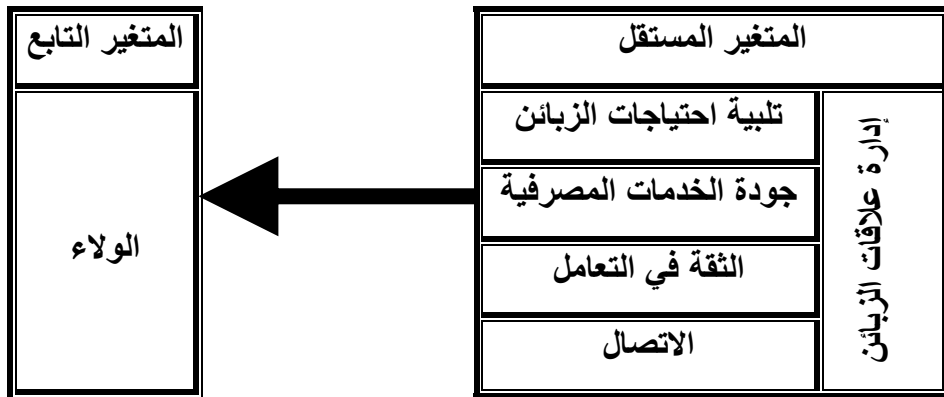 المتغير المستقل
إدارة علاقات الزبائن
تلبية احتياجات الزبائن
جودة الخدمات المصرفية
الثقة في التعامل
الاتصال
المتغير التابع
الولاء